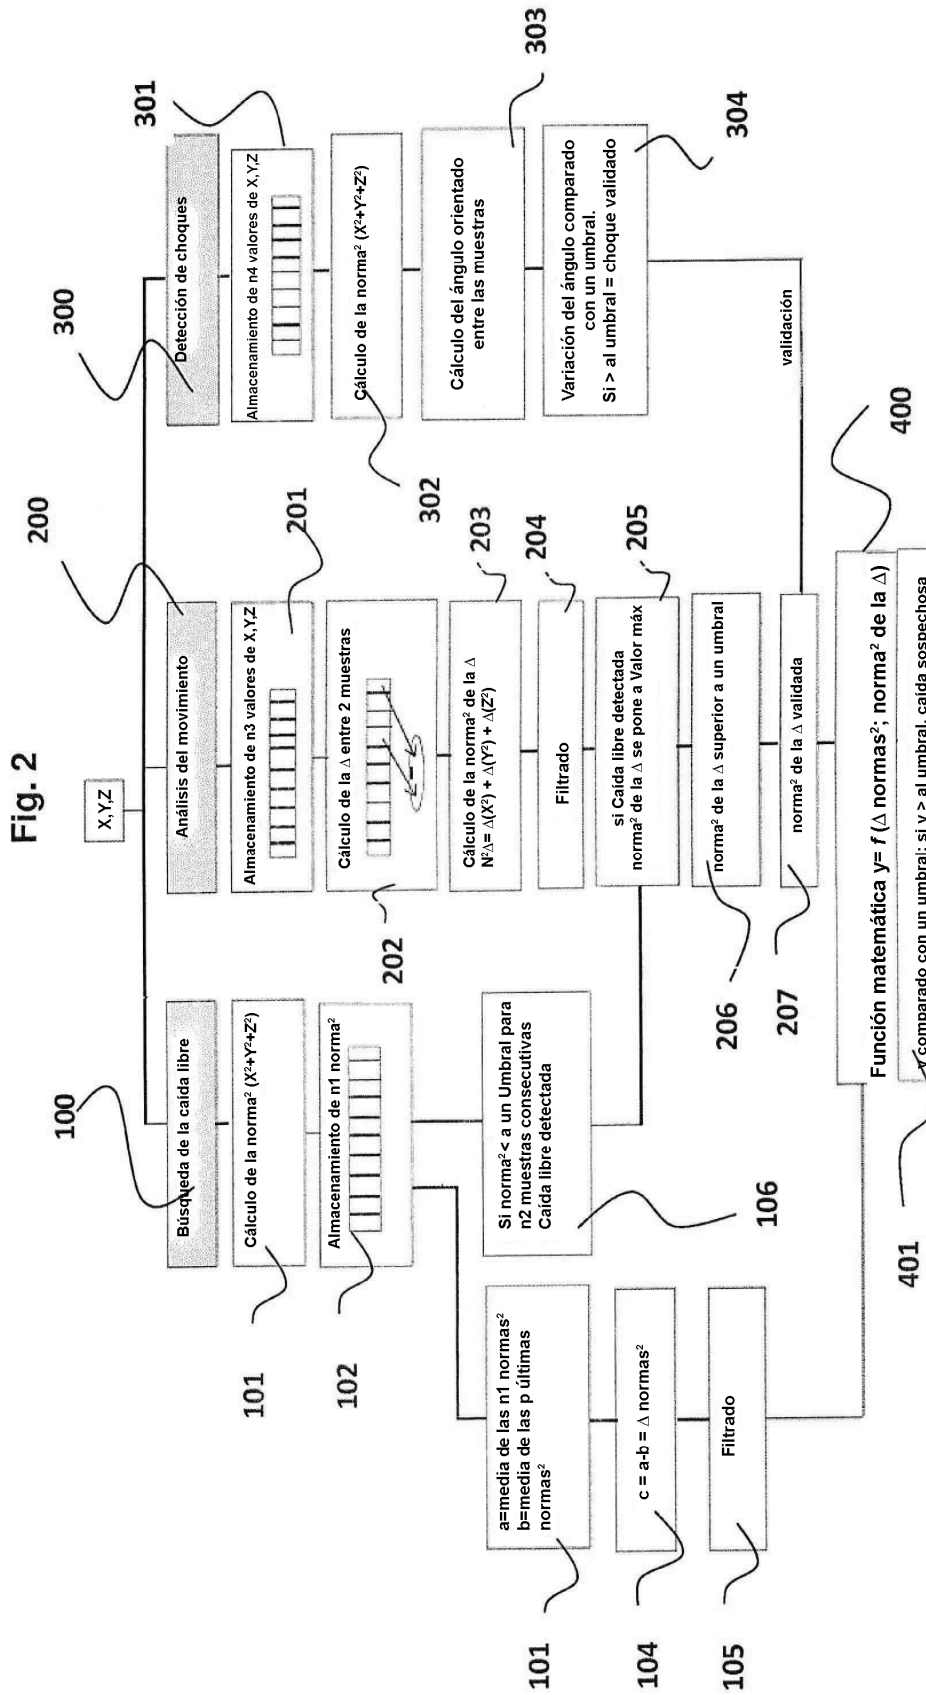 Fig. 2
X,Y,Z
100
Búsqueda de la caída libre
101
Cálculo de la norma² (X²+Y²+Z²)
102
Almacenamiento de n1 norma²
101
a=media de las n1 normas²
b=media de las p últimas
normas²
104
c = a-b = Δ normas²
105
Filtrado
106
Si norma² < a un Umbral para
n2 muestras consecutivas
Caída libre detectada
200
Análisis del movimiento
201
Almacenamiento de n3 valores de X,Y,Z
202
Cálculo de la Δ entre 2 muestras
-
203
Cálculo de la norma² de la Δ
N²Δ= Δ(X²) + Δ(Y²) + Δ(Z²)
204
Filtrado
205
si Caída libre detectada
norma² de la Δ se pone a Valor máx
206
norma² de la Δ superior a un umbral
207
norma² de la Δ validada
300
Detección de choques
301
Almacenamiento de n4 valores de X,Y,Z
302
Cálculo de la norma² (X²+Y²+Z²)
303
Cálculo del ángulo orientado
entre las muestras
304
Variación del ángulo comparado
con un umbral.
Si > al umbral = choque validado
validación
400
Función matemática y= f (Δ normas²; norma² de la Δ)
401
y comparado con un umbral: si y > al umbral, caída sospechosa